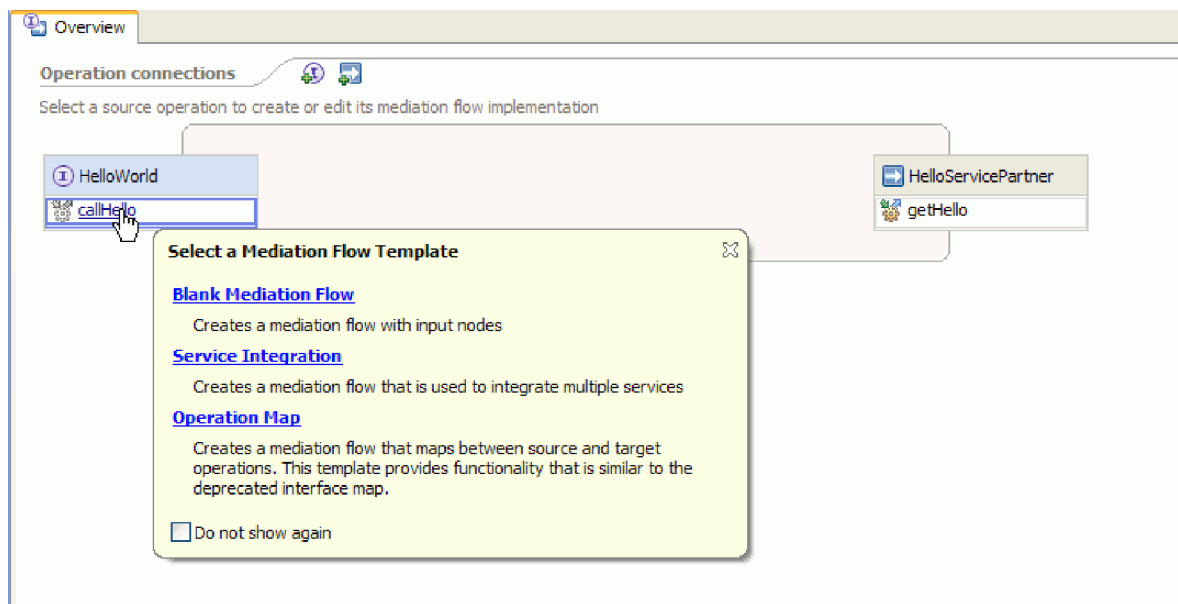 Overview
Operation connections
Select a source operation to create or edit its mediation flow implementation
HelloWorld
HelloServicePartner
callHello
getHello
Select a Mediation Flow Template
Blank Mediation Flow
Creates a mediation flow with input nodes
Service Integration
Creates a mediation flow that is used to integrate multiple services
Operation Map
Creates a mediation flow that maps between source and target
operations. This template provides functionality that is similar to the
deprecated interface map.
Do not show again